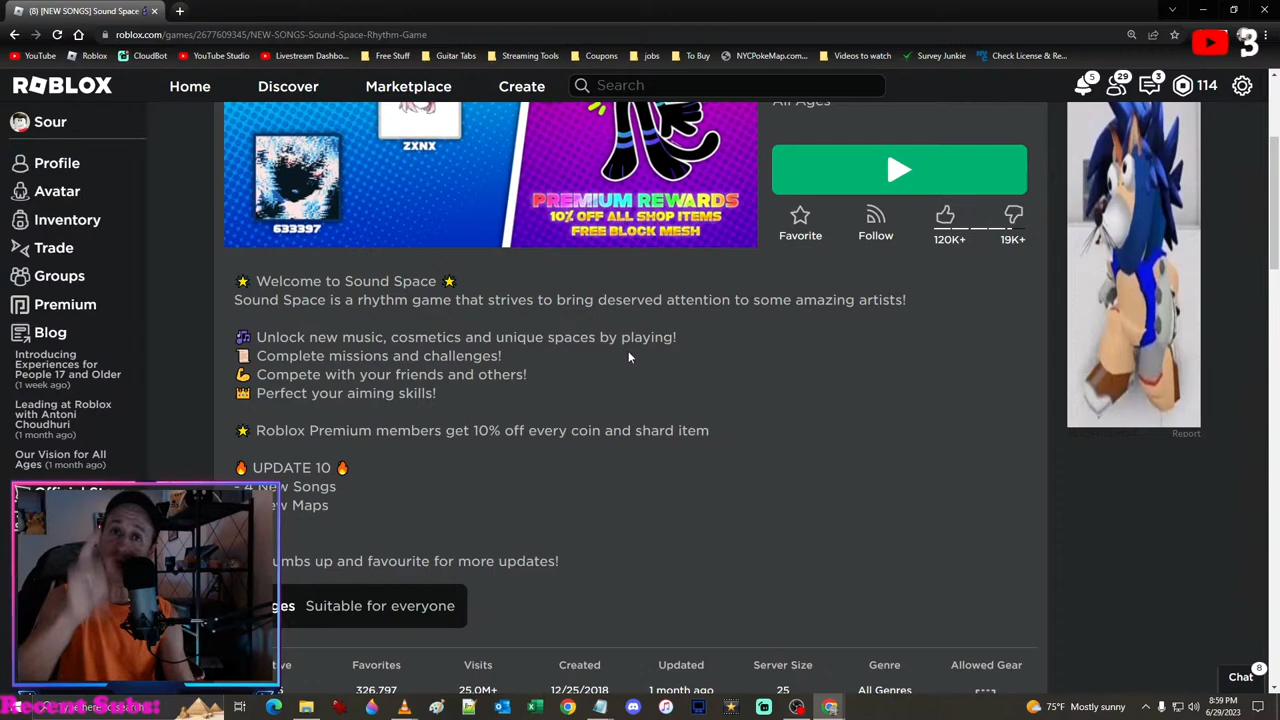 (8) [NEW SONGS] Sound Space
roblox.com/games/2677609345/NEW-SONGS-Sound-Space-Rhythm-Game
YouTube Roblox CloudBot YouTube Studio Livestream Dashbo... Free Stuff Guitar Tabs Streaming Tools Coupons jobs To Buy NYCPokeMap.com Videos to watch Survey Junkie Check License & Re...
3
ROBLOX Home Discover Marketplace Create Search 5 29 3 114
Sour
Profile
Avatar
Inventory
Trade
Groups
Premium
Blog
Introducing
Experiences for
People 17 and Older
(1 week ago)
Leading at Roblox
with Antoni
Choudhuri
(1 month ago)
Our Vision for All
Ages (1 month ago)
ZXNX
633397
PREMIUM REWARDS
10% OFF ALL SHOP ITEMS
FREE BLOCK MESH
All Ages
Favorite Follow 120K+ 19K+
Report
Welcome to Sound Space
Sound Space is a rhythm game that strives to bring deserved attention to some amazing artists!
Unlock new music, cosmetics and unique spaces by playing!
Complete missions and challenges!
Compete with your friends and others!
Perfect your aiming skills!
Roblox Premium members get 10% off every coin and shard item
UPDATE 10
- 4 New Songs
Maps
up and favourite for more updates!
Suitable for everyone
Favorites Visits Created Updated Server Size Genre Allowed Gear
326,797 25.0M+ 12/25/2018 1 month ago 25 All Genres
Chat 8
Recent Subs:
75°F Mostly sunny
8:59 PM
6/29/2023